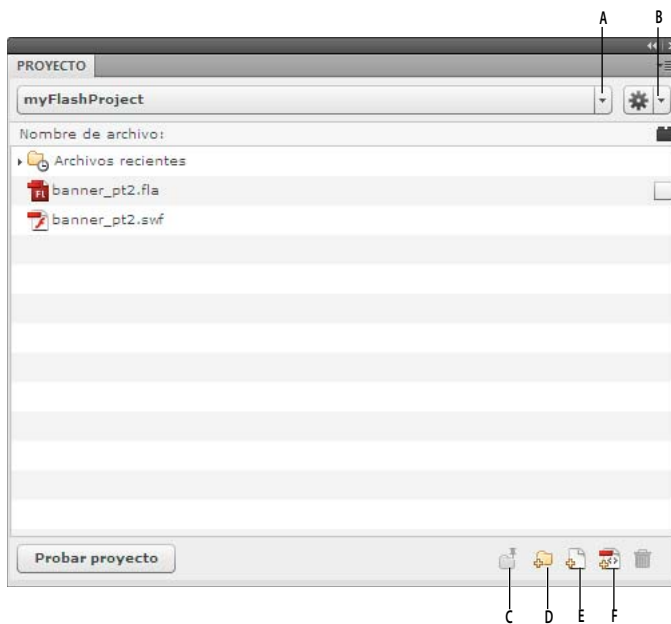 A B
PROYECTO
myFlashProject
Nombre de archivo:
Archivos recientes
banner_pt2.fla
banner_pt2.swf
Probar proyecto
C D E F